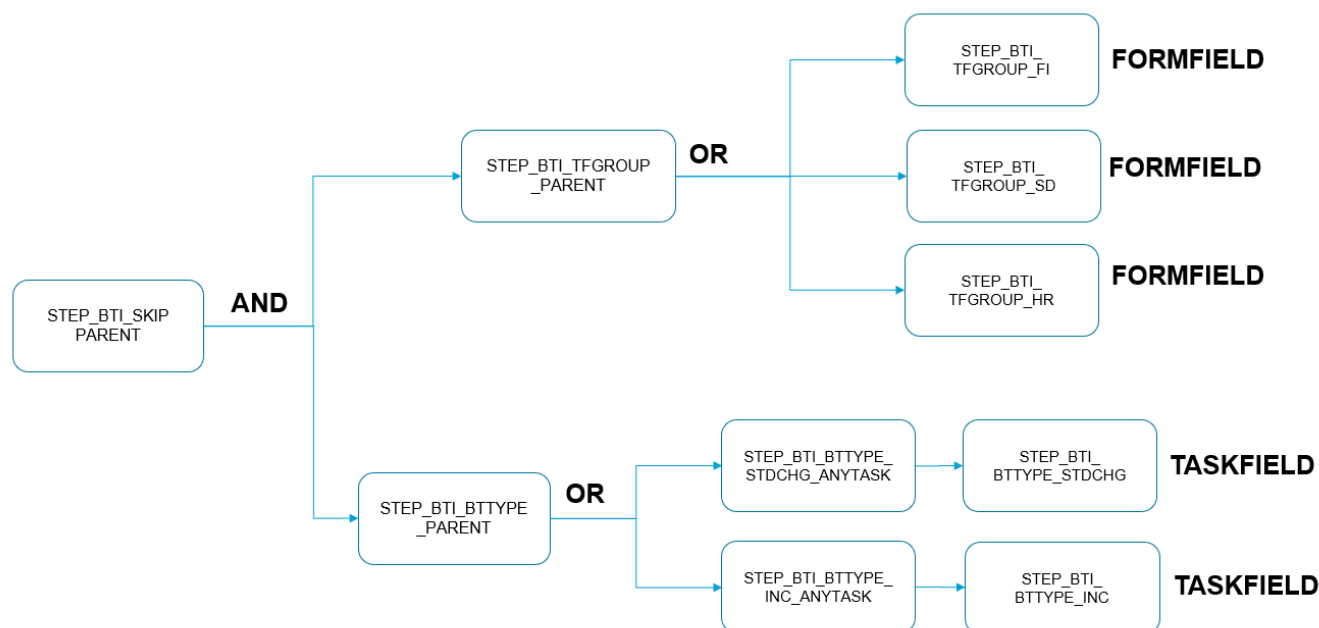 STEP_BTI_
TFGROUP_FI
FORMFIELD
STEP_BTI_TFGROUP
_PARENT
OR
STEP_BTI_
TFGROUP_SD
FORMFIELD
STEP_BTI_
TFGROUP_HR
FORMFIELD
STEP_BTI_SKIP
PARENT
AND
STEP_BTI_BTTYPE
_PARENT
OR
STEP_BTI_BTTYPE_
STDCHG_ANYTASK
STEP_BTI_
BTTYPE_STDCHG
TASKFIELD
STEP_BTI_BTTYPE_
INC_ANYTASK
STEP_BTI_
BTTYPE_INC
TASKFIELD